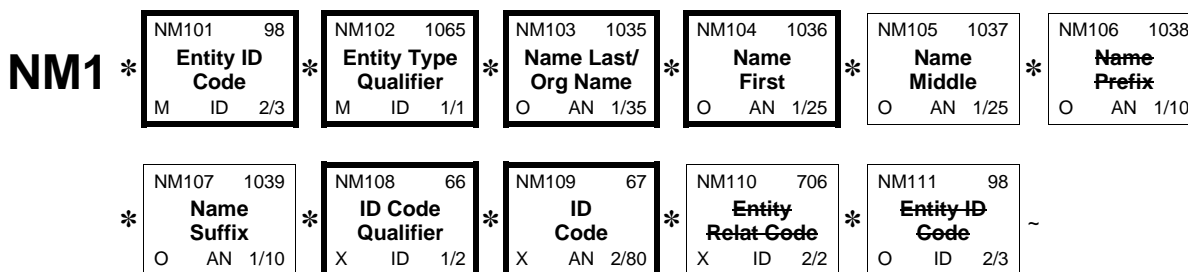 NM101 98 NM102 1065 NM103 1035 NM104 1036 NM105 1037 NM106 1038
NM1 * Entity ID Code * Entity Type Qualifier * Name Last/ Org Name * Name First * Name Middle * Name Prefix
M ID 2/3 M ID 1/1 O AN 1/35 O AN 1/25 O AN 1/25 O AN 1/10
NM107 1039 NM108 66 NM109 67 NM110 706 NM111 98
* Name Suffix * ID Code Qualifier * ID Code * Entity Relat Code * Entity ID Code ~
O AN 1/10 X ID 1/2 X AN 2/80 X ID 2/2 O ID 2/3